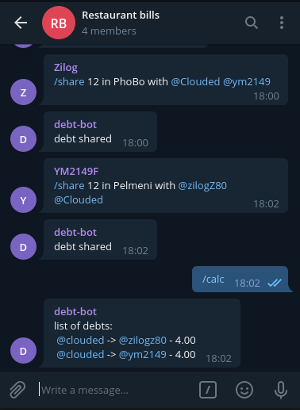 RB
Restaurant bills
4 members
Zilog
/share 12 in PhoBo with @Clouded @ym2149
18:00
Z
debt-bot
debt shared 18:00
D
YM2149F
/share 12 in Pelmeni with @zilogZ80
@Clouded
18:02
Y
debt-bot
debt shared 18:02
D
/calc 18:02
debt-bot
list of debts:
@clouded -> @zilogz80 - 4.00
@clouded -> @ym2149 - 4.00 18:02
D
Write a message...